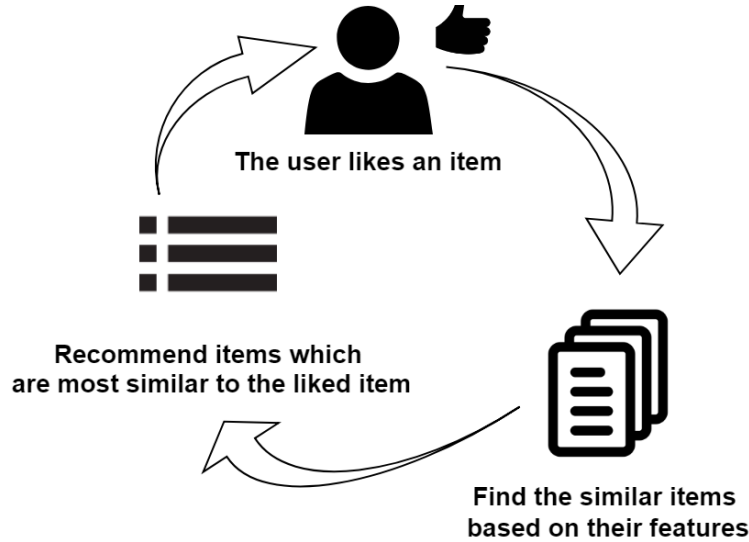 The user likes an item
Recommend items which
are most similar to the liked item
Find the similar items
based on their features